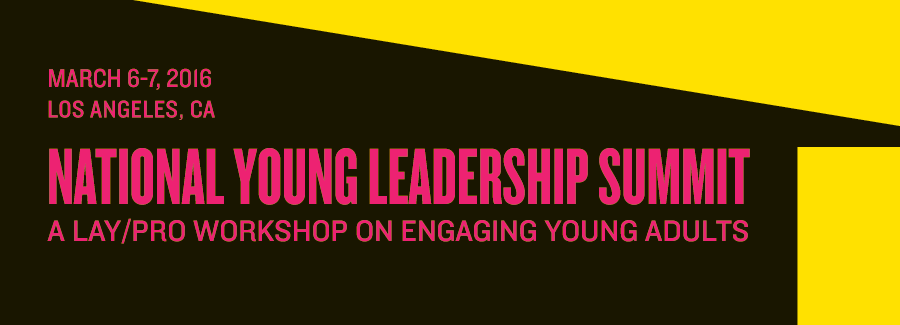 MARCH 6-7, 2016
LOS ANGELES, CA
NATIONAL YOUNG LEADERSHIP SUMMIT
A LAY/PRO WORKSHOP ON ENGAGING YOUNG ADULTS